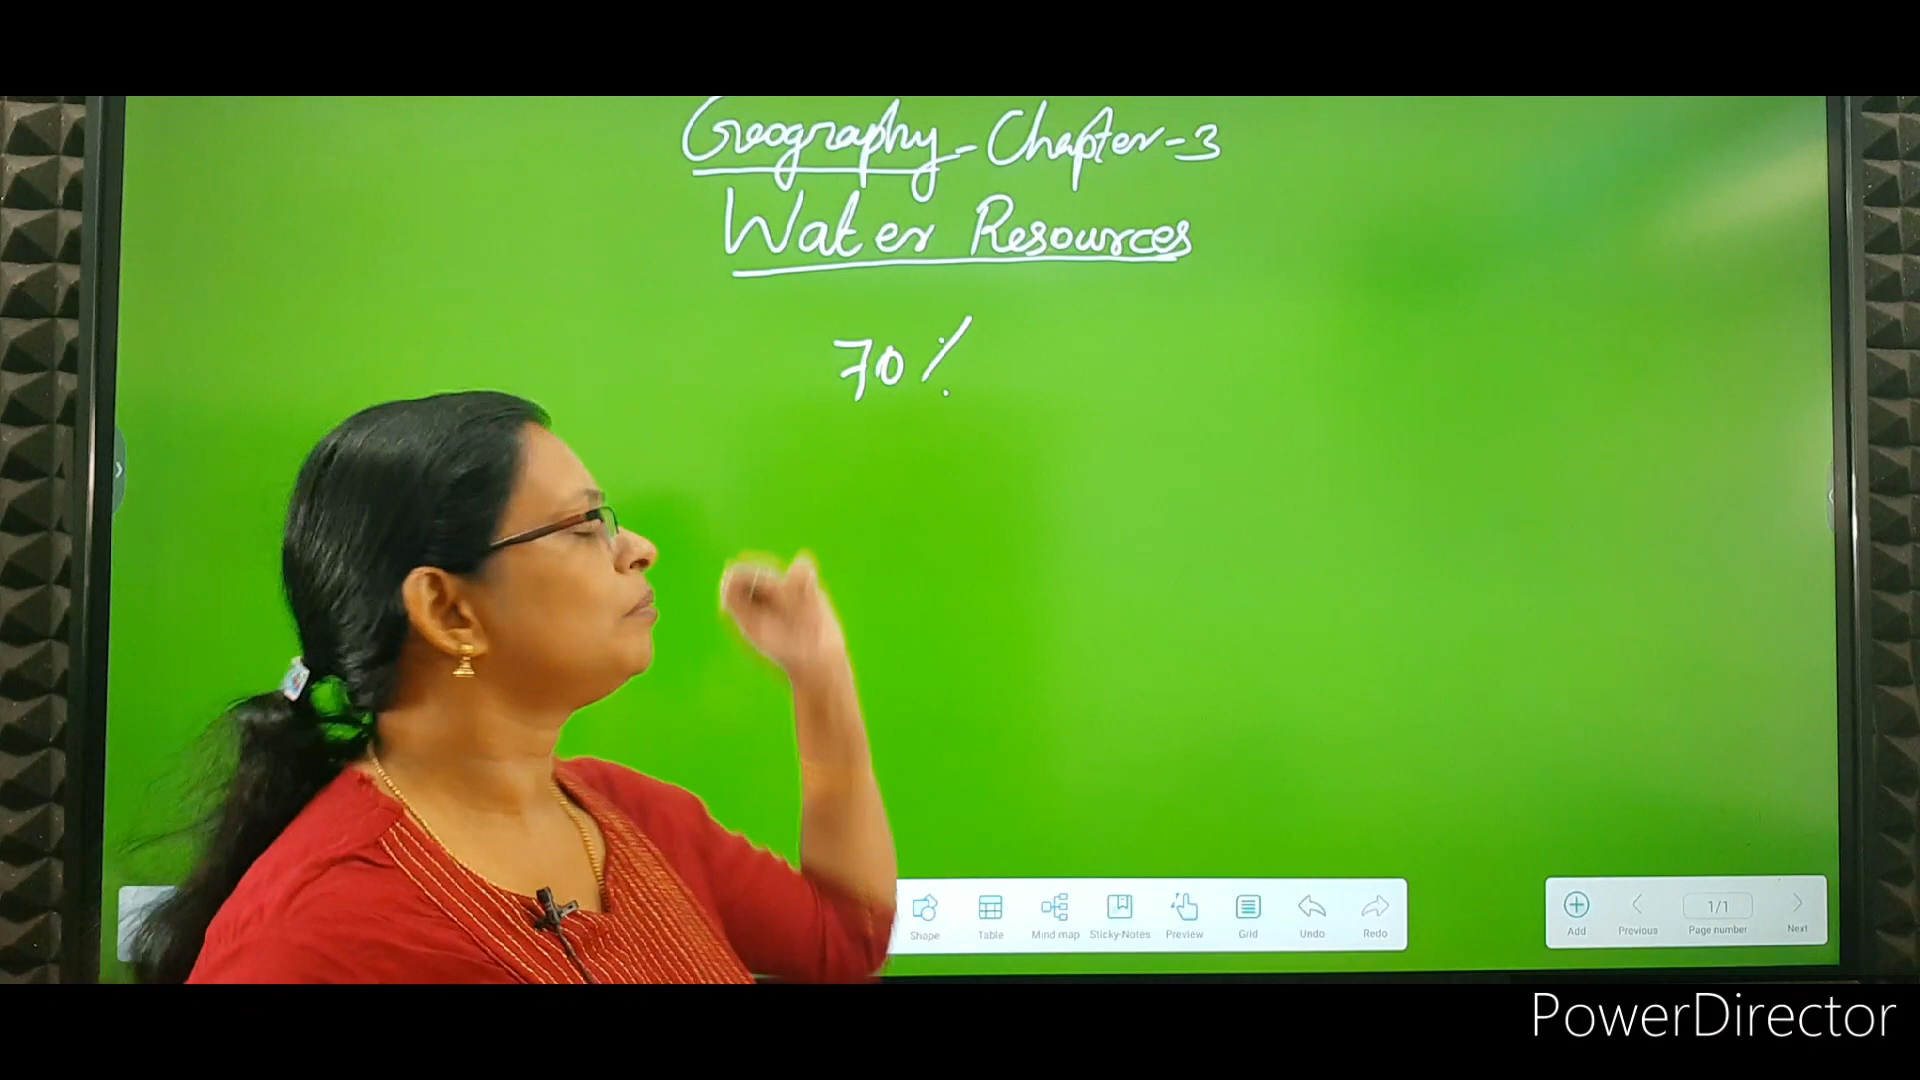 Geography - Chapter - 3
Water Resources
70%
Shape
Table
Mind map
Sticky-Notes
Preview
Grid
Undo
Redo
Add
Previous
1/1
Page number
Next
PowerDirector